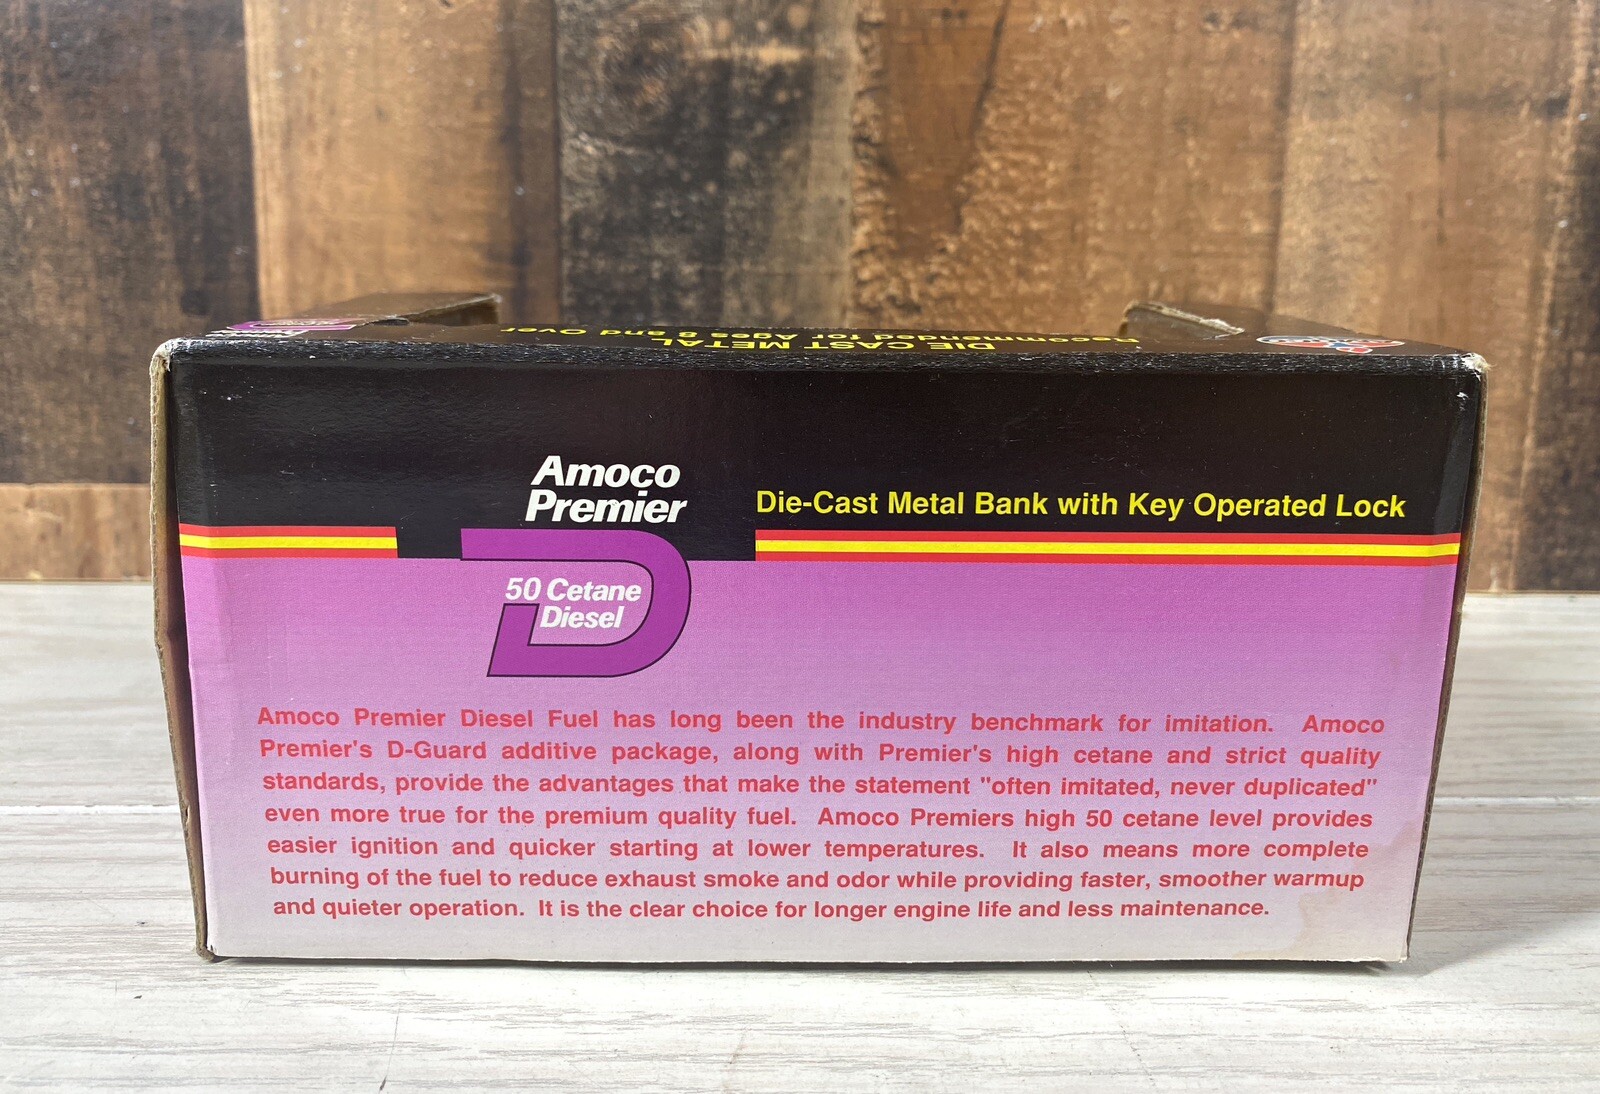 DIE CAST METAL
Recommended for Ages 8 and Over
Amoco
Premier
50 Cetane
Diesel
Die-Cast Metal Bank with Key Operated Lock
Amoco Premier Diesel Fuel has long been the industry benchmark for imitation. Amoco
Premier's D-Guard additive package, along with Premier's high cetane and strict quality
standards, provide the advantages that make the statement "often imitated, never duplicated"
even more true for the premium quality fuel. Amoco Premiers high 50 cetane level provides
easier ignition and quicker starting at lower temperatures. It also means more complete
burning of the fuel to reduce exhaust smoke and odor while providing faster, smoother warmup
and quieter operation. It is the clear choice for longer engine life and less maintenance.